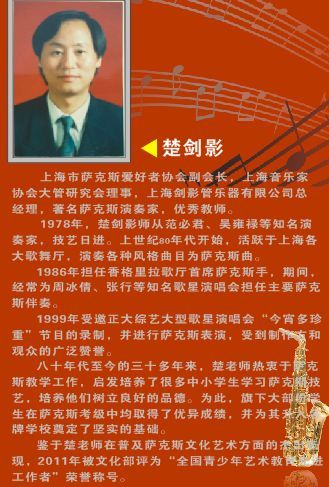 楚剑影
上海市萨克斯爱好者协会副会长，上海音乐家
协会大管研究会理事，上海剑影管乐器有限公司总
经理，著名萨克斯演奏家，优秀教师。
1978年，楚剑影师从范必君、吴雍禄等知名演
奏家，技艺日进。上世纪80年代开始，活跃于上海各
大歌舞厅，演奏各种风格曲目为萨克斯曲。
1986年担任香格里拉歌厅首席萨克斯手，期间，
经常为周冰倩、张行等知名歌星演唱会担任主要萨克
斯伴奏。
1999年受邀正大综艺大型歌星演唱会“今宵多珍
重”节目的录制，并进行萨克斯表演，受到制作方和
观众的广泛赞誉。
八十年代至今的三十多年来，楚老师热衷于萨克
斯教学工作，启发培养了很多中小学生学习萨克斯技
艺，培养他们树立良好的品德。为此，旗下大部份学
生在萨克斯考级中均取得了优异成绩，并为其升入名
牌学校奠定了坚实的基础。
鉴于楚老师在普及萨克斯文化艺术方面的
现，2011年被文化部评为“全国青少年艺术教
工作者”荣誉称号。